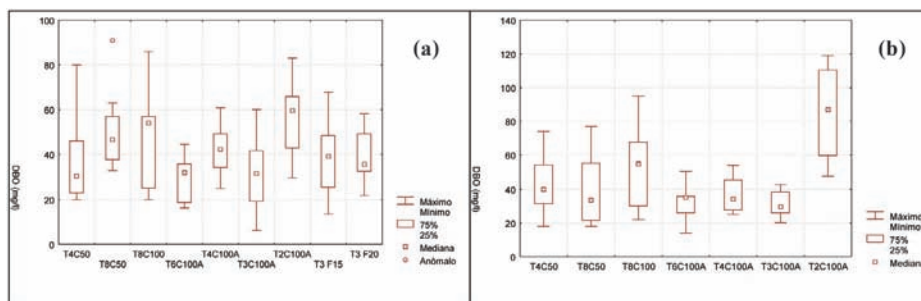 (a)
100
80
60
40
20
0
DBO (mg/l)
T4C50 T8C100 T4C100A T2C100A T3 F20
T8C50 T6C100A T3C100A T3 F15
Máximo
Mínimo
75%
25%
Mediana
Anômalo
(b)
140
120
100
80
60
40
20
0
DBO (mg/l)
T4C50 T8C50 T8C100 T6C100A T4C100A T3C100A T2C100A
Máximo
Mínimo
75%
25%
Median